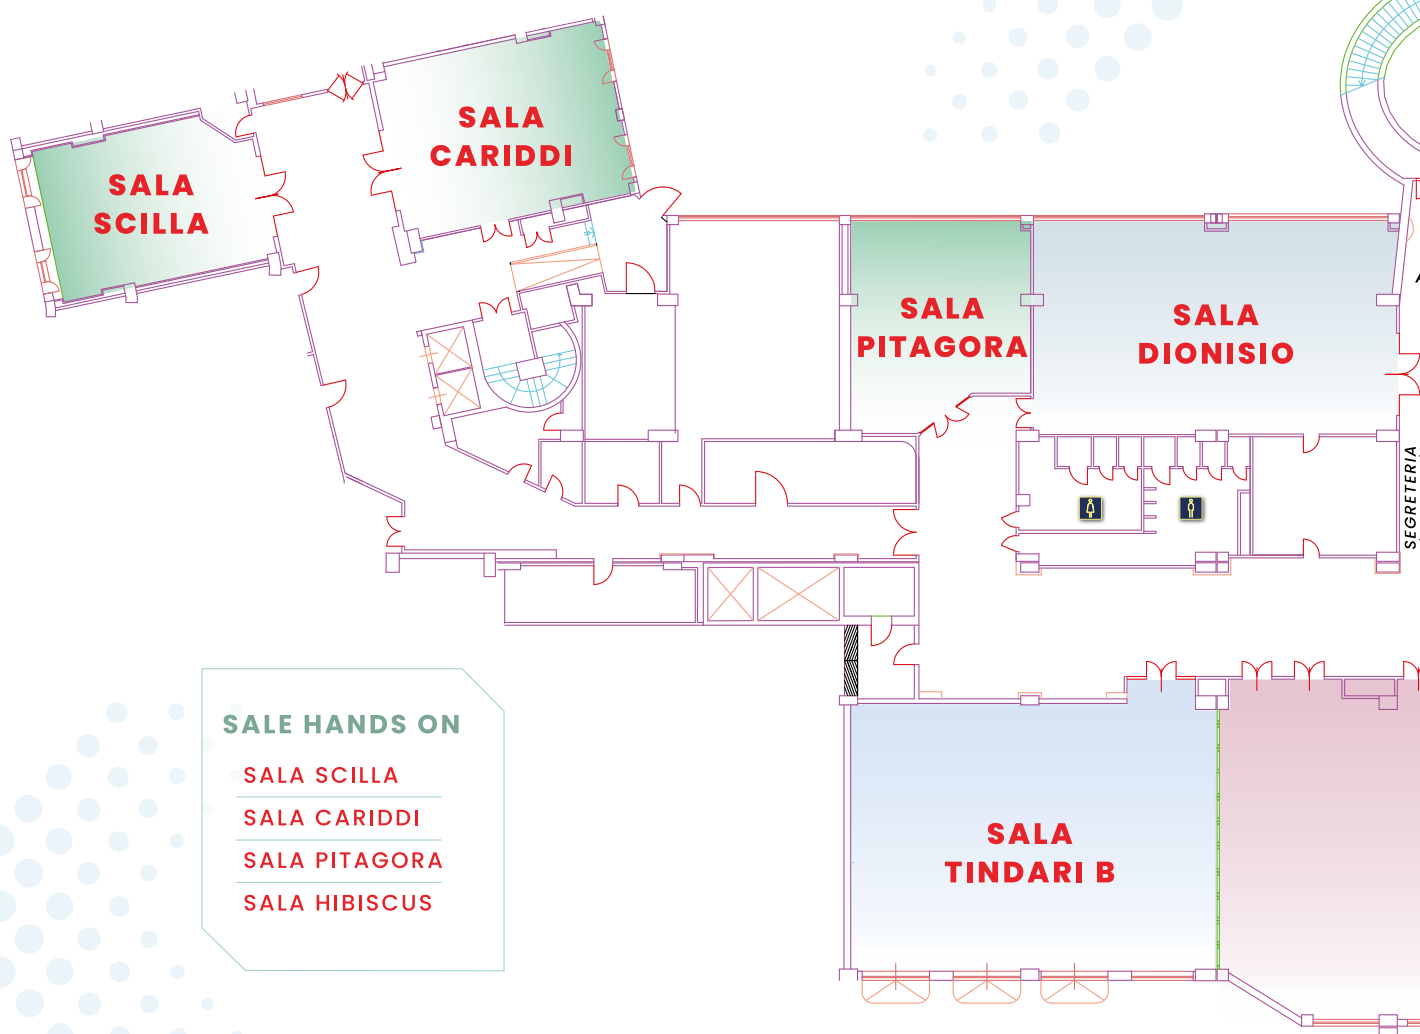 SALA
CARIDDI
SALA
SCILLA
SALA
PITAGORA
SALA
DIONISIO
SEGRETERIA
SALE HANDS ON
SALA SCILLA
SALA CARIDDI
SALA PITAGORA
SALA HIBISCUS
SALA
TINDARI B